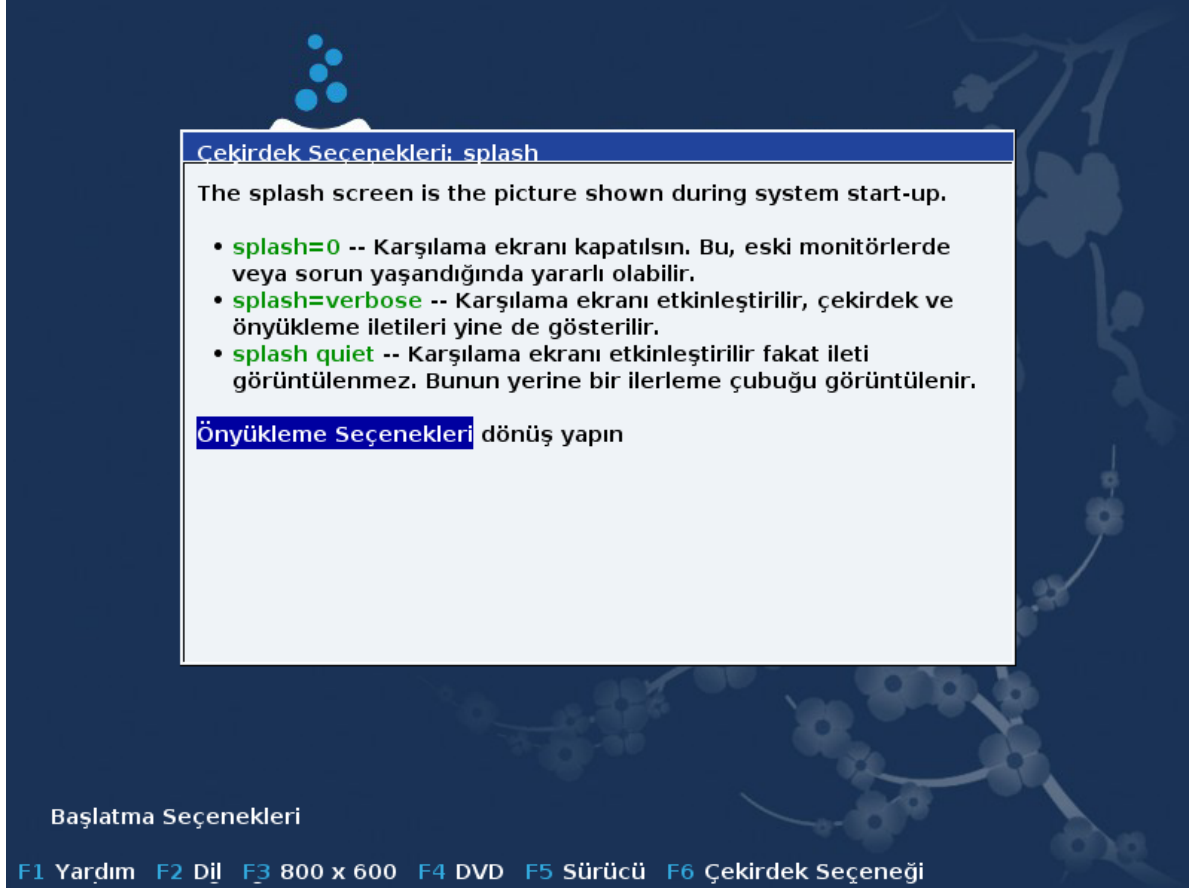 Çekirdek Seçenekleri: splash
The splash screen is the picture shown during system start-up.
• splash=0 -- Karşılama ekranı kapatılsın. Bu, eski monitörlerde
veya sorun yaşandığında yararlı olabilir.
• splash=verbose -- Karşılama ekranı etkinleştirilir, çekirdek ve
önyükleme iletileri yine de gösterilir.
• splash quiet -- Karşılama ekranı etkinleştirilir fakat ileti
görüntülenmez. Bunun yerine bir ilerleme çubuğu görüntülenir.
Önyükleme Seçenekleri dönüş yapın
Başlatma Seçenekleri
F1 Yardım F2 Dil F3 800 x 600 F4 DVD F5 Sürücü F6 Çekirdek Seçeneği